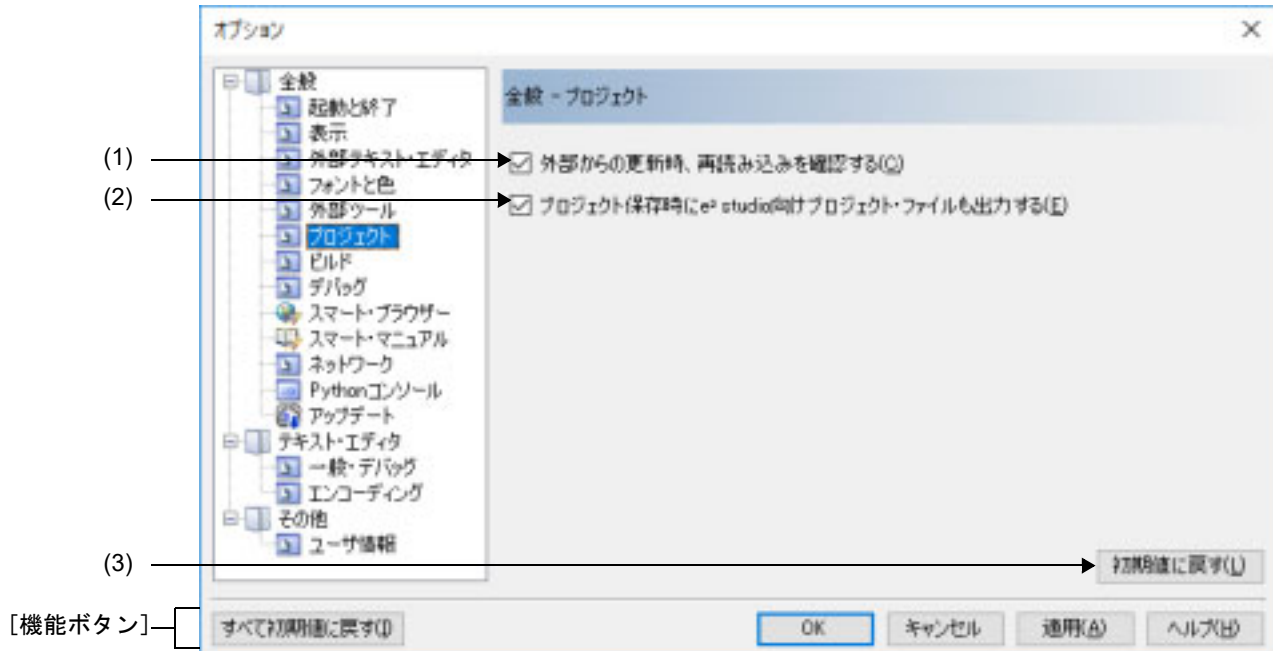 オプション
全般
起動と終了
表示
外部テキスト・エディタ
フォントと色
外部ツール
プロジェクト
ビルド
デバッグ
スマート・ブラウザー
スマート・マニュアル
ネットワーク
Pythonコンソール
アップデート
テキスト・エディタ
一般・デバッグ
エンコーディング
その他
ユーザ情報
全般 - プロジェクト
(1)
外部からの更新時、再読み込みを確認する(C)
(2)
プロジェクト保存時にe² studio向けプロジェクト・ファイルも出力する(E)
(3)
初期値に戻す(L)
[機能ボタン]
すべて初期値に戻す(I)
OK
キャンセル
適用(A)
ヘルプ(H)